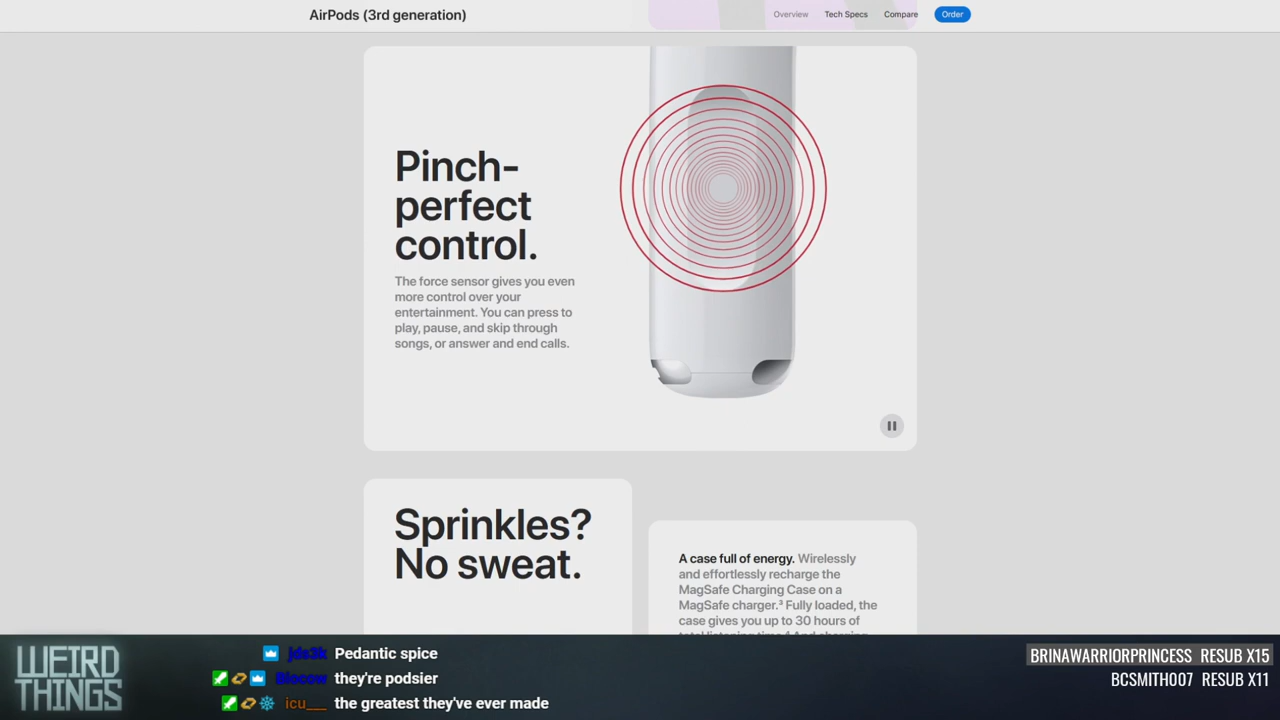 AirPods (3rd generation)
Overview Tech Specs Compare Order
Pinch-
perfect
control.
The force sensor gives you even
more control over your
entertainment. You can press to
play, pause, and skip through
songs, or answer and end calls.
Sprinkles?
No sweat.
A case full of energy. Wirelessly
and effortlessly recharge the
MagSafe Charging Case on a
MagSafe charger.³ Fully loaded, the
case gives you up to 30 hours of
WEIRD
THINGS
Pedantic spice
they're podsier
icu__ the greatest they've ever made
BRINAWARRIORPRINCESS RESUB X15
BCSMITH007 RESUB X11